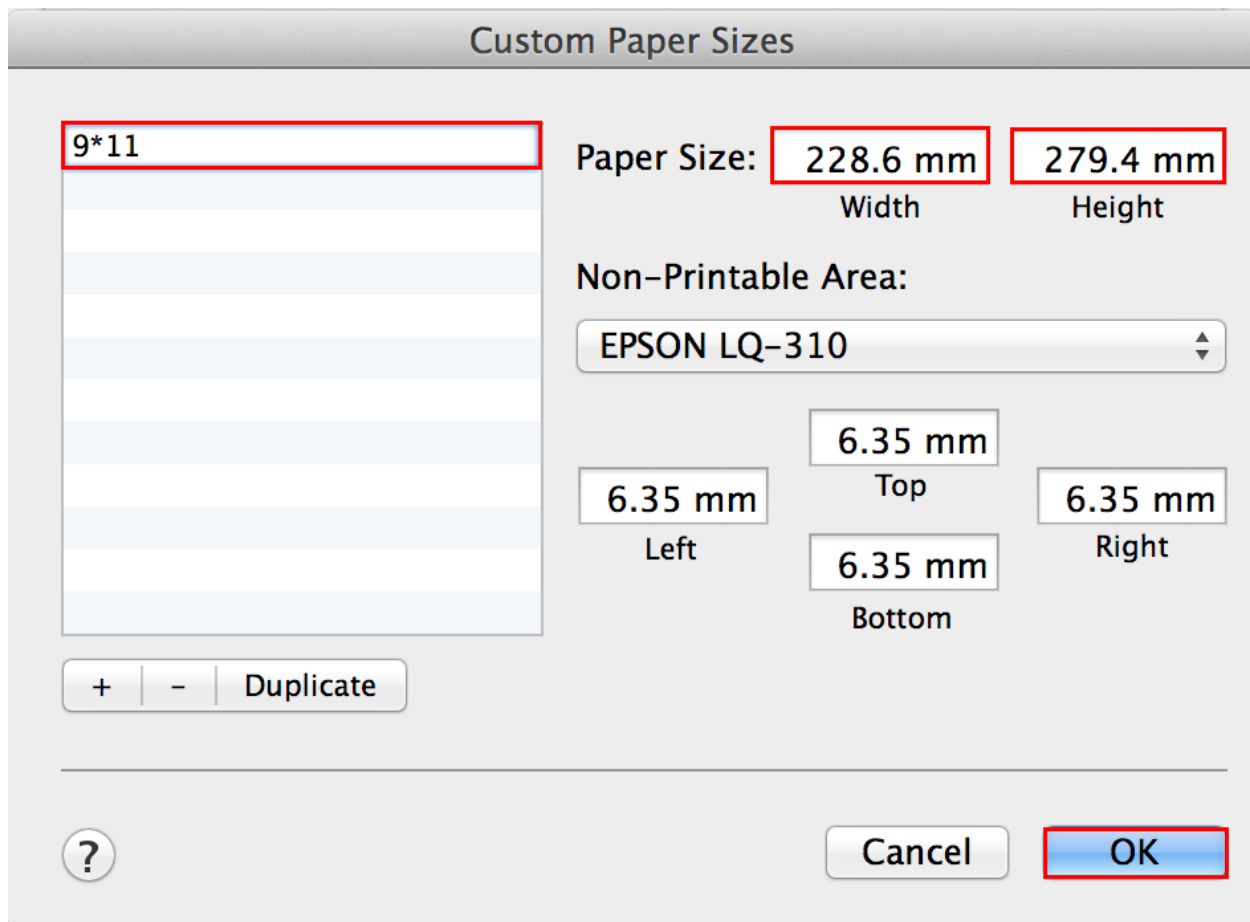 Custom Paper Sizes
9*11
Paper Size: 228.6 mm 279.4 mm
Width Height
Non-Printable Area:
EPSON LQ-310
6.35 mm
Top
6.35 mm 6.35 mm
Left Right
6.35 mm
Bottom
+ - Duplicate
? Cancel OK